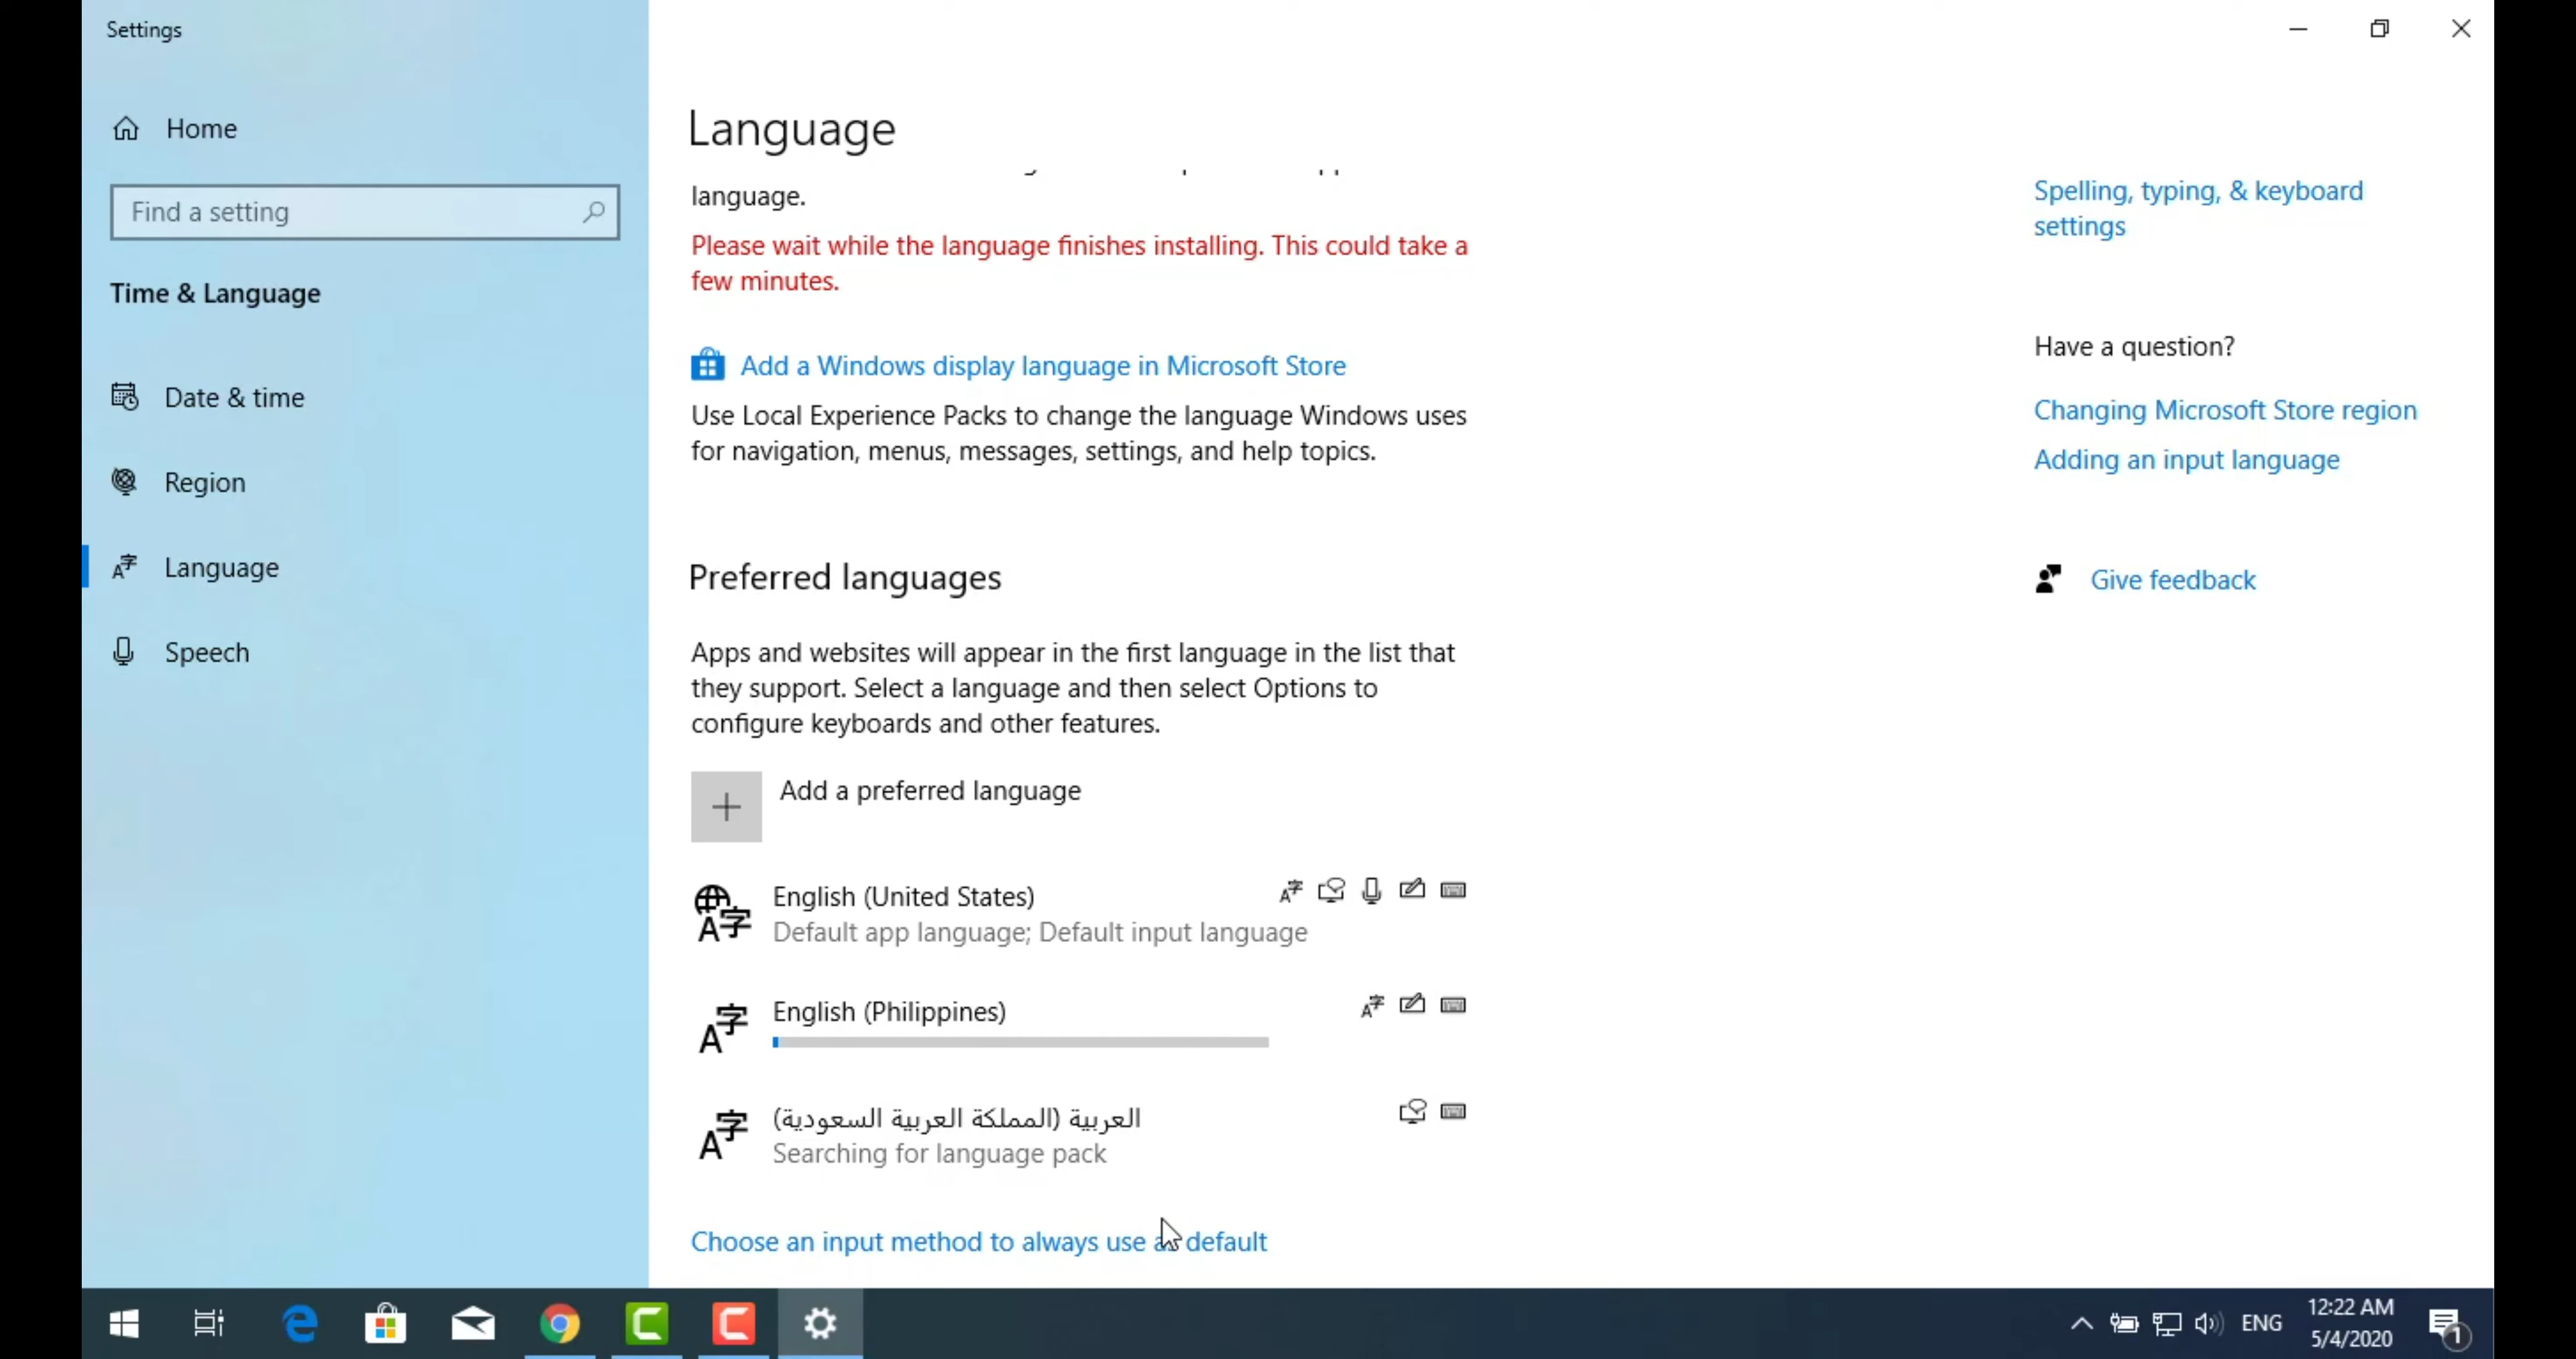 Settings
Home
Find a setting
Time & Language
Date & time
Region
Language
Speech
Language
language.
Please wait while the language finishes installing. This could take a
few minutes.
Add a Windows display language in Microsoft Store
Use Local Experience Packs to change the language Windows uses
for navigation, menus, messages, settings, and help topics.
Preferred languages
Apps and websites will appear in the first language in the list that
they support. Select a language and then select Options to
configure keyboards and other features.
Add a preferred language
English (United States)
Default app language; Default input language
English (Philippines)
العربية (المملكة العربية السعودية)
Searching for language pack
Choose an input method to always use as default
Spelling, typing, & keyboard
settings
Have a question?
Changing Microsoft Store region
Adding an input language
Give feedback
ENG
12:22 AM
5/4/2020
1